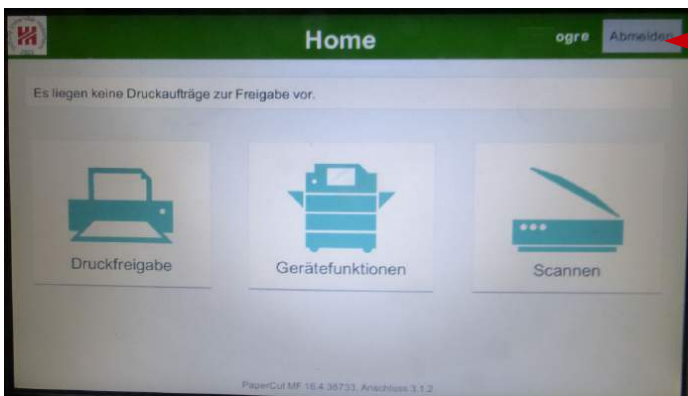 Home
ogre
Abmelden
Es liegen keine Druckaufträge zur Freigabe vor.
Druckfreigabe
Gerätefunktionen
Scannen
PaperCut MF 16.4.38733, Anschluss 3.1.2